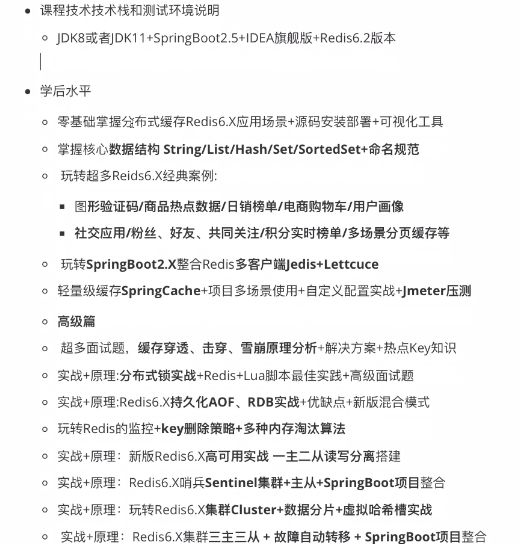 课程技术技术栈和测试环境说明
JDK8或者JDK11+SpringBoot2.5+IDEA旗舰版+Redis6.2版本
学后水平
零基础掌握分布式缓存Redis6.X应用场景+源码安装部署+可视化工具
掌握核心数据结构 String/List/Hash/Set/SortedSet+命名规范
玩转超多Reids6.X经典案例:
图形验证码/商品热点数据/日销榜单/电商购物车/用户画像
社交应用/粉丝、好友、共同关注/积分实时榜单/多场景分页缓存等
玩转SpringBoot2.X整合Redis多客户端Jedis+Lettcuce
轻量级缓存SpringCache+项目多场景使用+自定义配置实战+Jmeter压测
高级篇
超多面试题，缓存穿透、击穿、雪崩原理分析+解决方案+热点Key知识
实战+原理:分布式锁实战+Redis+Lua脚本最佳实践+高级面试题
实战+原理:Redis6.X持久化AOF、RDB实战+优缺点+新版混合模式
玩转Redis的监控+key删除策略+多种内存淘汰算法
实战+原理：新版Redis6.X高可用实战 一主二从读写分离搭建
实战+原理：Redis6.X哨兵Sentinel集群+主从+SpringBoot项目整合
实战+原理：玩转Redis6.X集群Cluster+数据分片+虚拟哈希槽实战
实战+原理：Redis6.X集群三主三从 + 故障自动转移 + SpringBoot项目整合